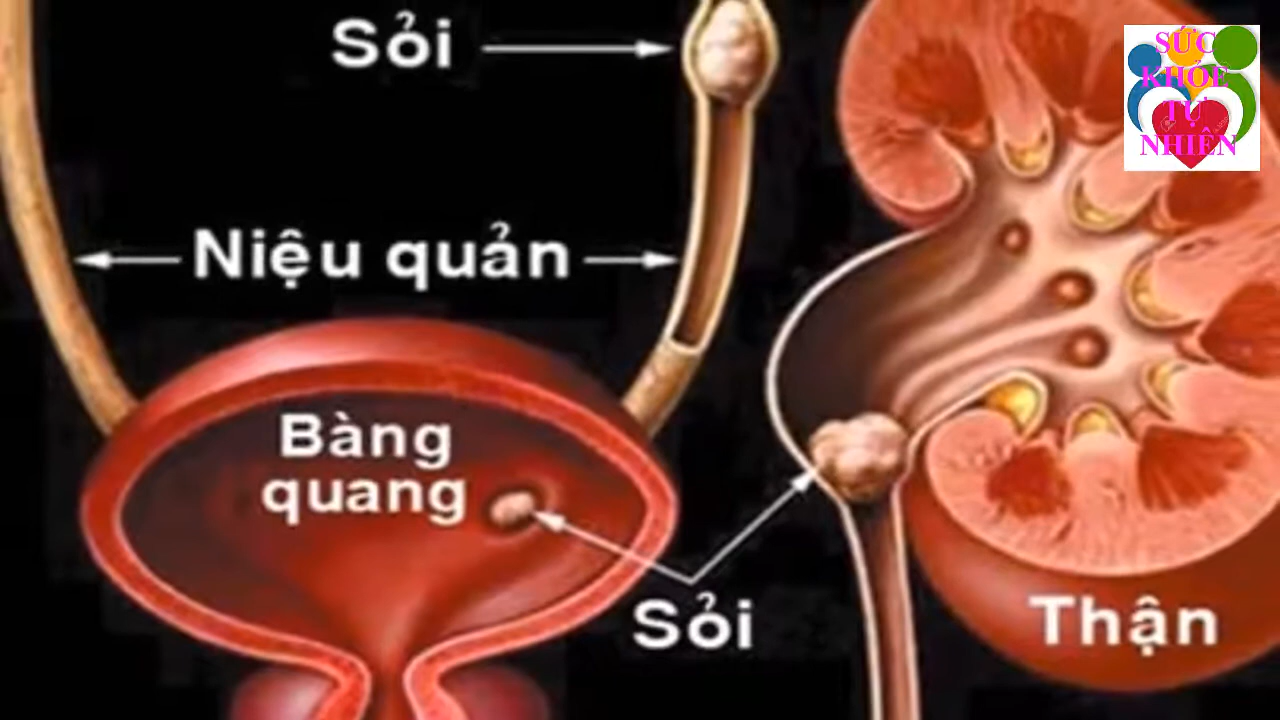 Sỏi
SỨC
KHỎE
TỰ
NHIÊN
Niệu quản
Bàng
quang
Sỏi
Thận